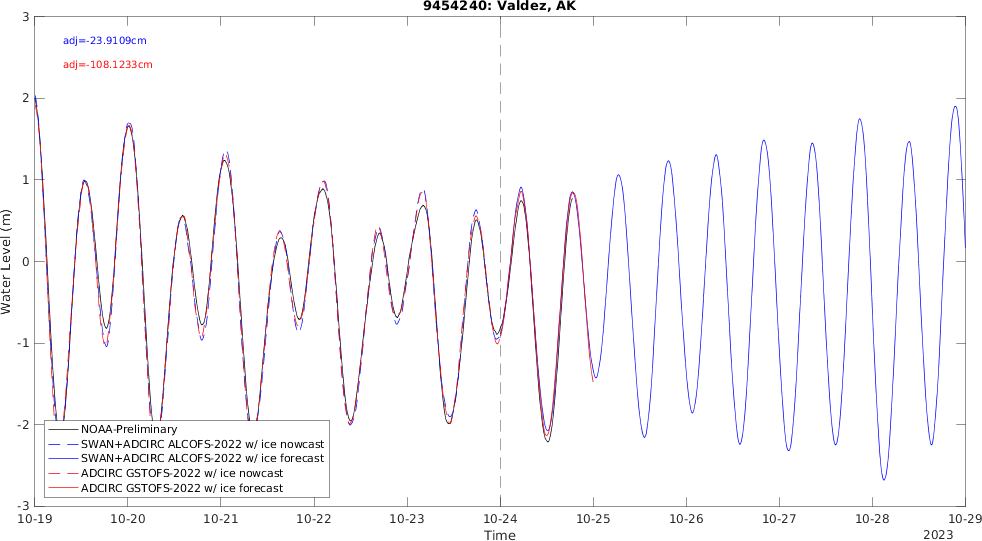 9454240: Valdez, AK
adj=-23.9109cm
adj=-108.1233cm
Water Level (m)
3
2
1
0
-1
-2
-3
NOAA-Preliminary
SWAN+ADCIRC ALCOFS-2022 w/ ice nowcast
SWAN+ADCIRC ALCOFS-2022 w/ ice forecast
ADCIRC GSTOFS-2022 w/ ice nowcast
ADCIRC GSTOFS-2022 w/ ice forecast
10-19 10-20 10-21 10-22 10-23 10-24 10-25 10-26 10-27 10-28 10-29
Time
2023